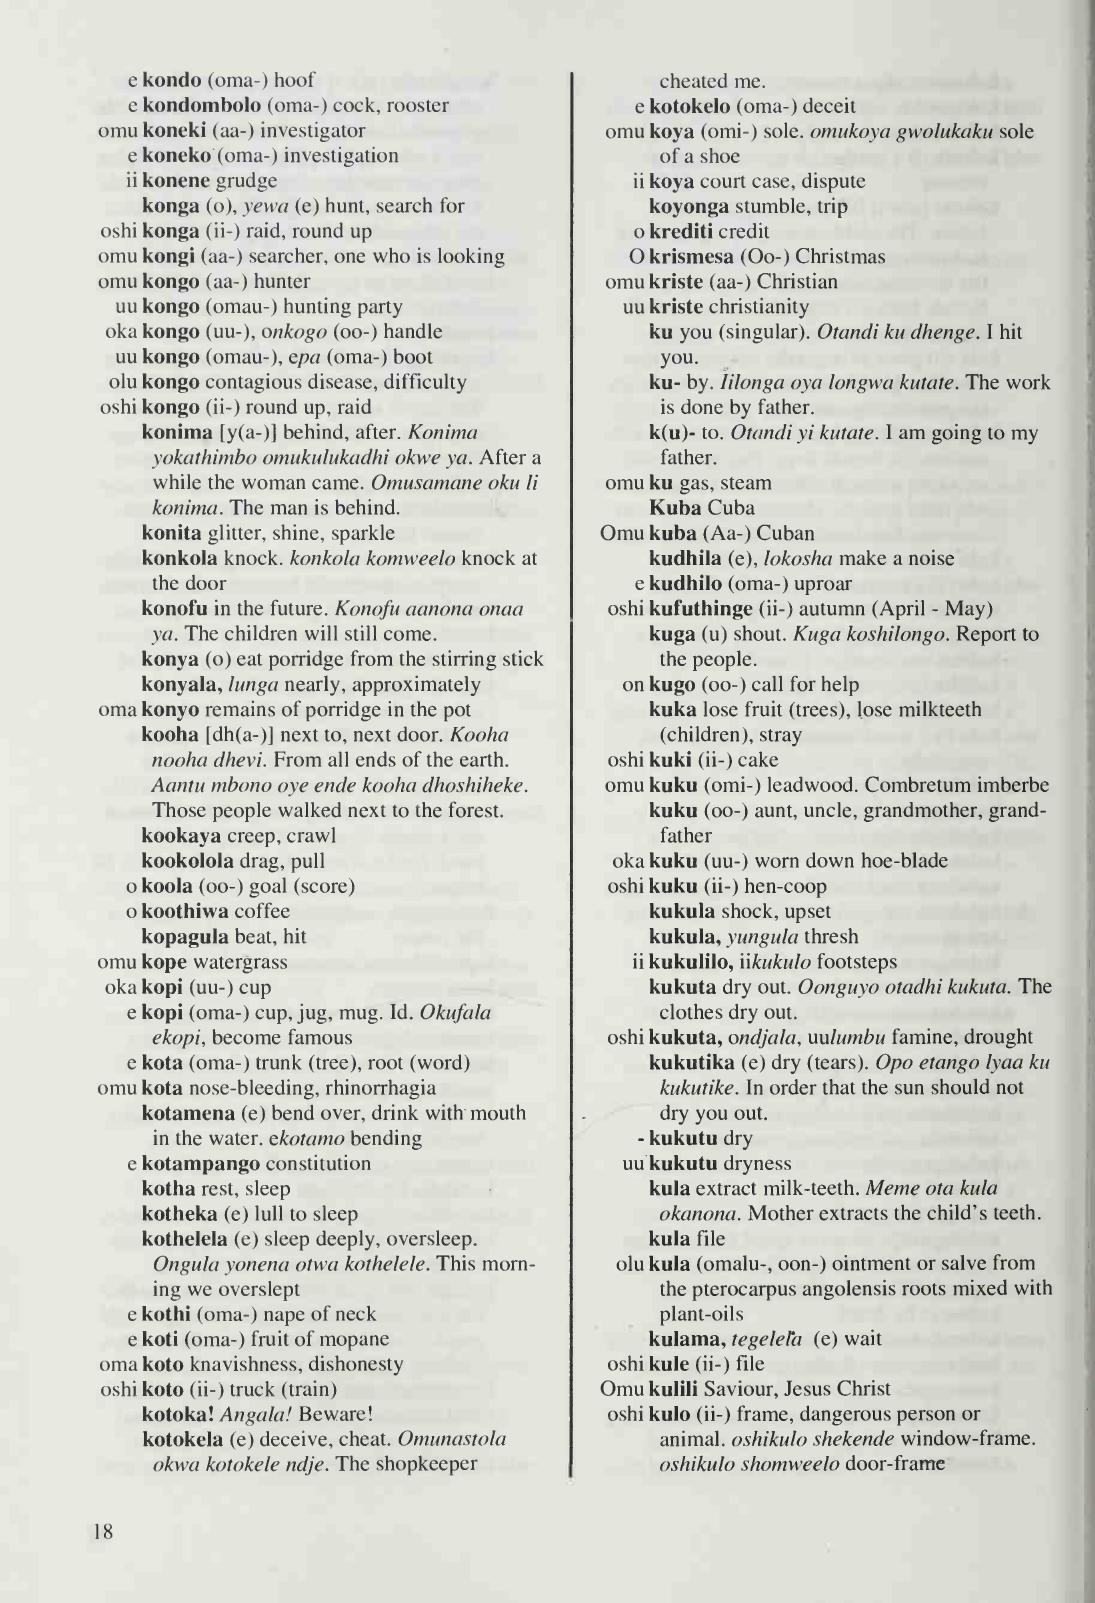 e kondo (oma-) hoof
e kondombolo (oma-) cock, rooster
omu koneki (aa-) investigator
e koneko (oma-) investigation
ii konene grudge
konga (o), yewa (e) hunt, search for
oshi konga (ii-) raid, round up
omu kongi (aa-) searcher, one who is looking
omu kongo (aa-) hunter
uu kongo (omau-) hunting party
oka kongo (uu-), onkogo (oo-) handle
uu kongo (omau-), epa (oma-) boot
olu kongo contagious disease, difficulty
oshi kongo (ii-) round up, raid
konima [y(a-)] behind, after. Konima
yokathimbo omukulukadhi okwe ya. After a
while the woman came. Omusamane oku li
konima. The man is behind.
konita glitter, shine, sparkle
konkola knock. konkola komweelo knock at
the door
konofu in the future. Konofu aanona onaa
ya. The children will still come.
konya (o) eat porridge from the stirring stick
konyala, lunga nearly, approximately
oma konyo remains of porridge in the pot
kooha [dh(a-)] next to, next door. Kooha
nooha dhevi. From all ends of the earth.
Aantu mbono oye ende kooha dhoshiheke.
Those people walked next to the forest.
kookaya creep, crawl
kookolola drag, pull
o koola (oo-) goal (score)
o koothiwa coffee
kopagula beat, hit
omu kope watergrass
oka kopi (uu-) cup
e kopi (oma-) cup, jug, mug. Id. Okufala
ekopi, become famous
e kota (oma-) trunk (tree), root (word)
omu kota nose-bleeding, rhinorrhagia
kotamena (e) bend over, drink with mouth
in the water. ekotamo bending
e kotampango constitution
kotha rest, sleep
kotheka (e) lull to sleep
kothelela (e) sleep deeply, oversleep.
Ongula yonena otwa kothelele. This morn-
ing we overslept
e kothi (oma-) nape of neck
e koti (oma-) fruit of mopane
oma koto knavishness, dishonesty
oshi koto (ii-) truck (train)
kotoka! Angala! Beware!
kotokela (e) deceive, cheat. Omunastola
okwa kotokele ndje. The shopkeeper
18
cheated me.
e kotokelo (oma-) deceit
omu koya (omi-) sole. omukoya gwolukaku sole
of a shoe
ii koya court case, dispute
koyonga stumble, trip
o krediti credit
O krismesa (Oo-) Christmas
omu kriste (aa-) Christian
uu kriste christianity
ku you (singular). Otandi ku dhenge. I hit
you.
ku- by. Iilonga oya longwa kutate. The work
is done by father.
k(u)- to. Otandi yi kutate. I am going to my
father.
omu ku gas, steam
Kuba Cuba
Omu kuba (Aa-) Cuban
kudhila (e), lokosha make a noise
e kudhilo (oma-) uproar
oshi kufuthinge (ii-) autumn (April - May)
kuga (u) shout. Kuga koshilongo. Report to
the people.
on kugo (oo-) call for help
kuka lose fruit (trees), lose milkteeth
(children), stray
oshi kuki (ii-) cake
omu kuku (omi-) leadwood. Combretum imberbe
kuku (oo-) aunt, uncle, grandmother, grand-
father
oka kuku (uu-) worn down hoe-blade
oshi kuku (ii-) hen-coop
kukula shock, upset
kukula, yungula thresh
ii kukulilo, iikukulo footsteps
kukuta dry out. Oonguyo otadhi kukuta. The
clothes dry out.
oshi kukuta, ondjala, uulumbu famine, drought
kukutika (e) dry (tears). Opo etango lyaa ku
kukutike. In order that the sun should not
dry you out.
- kukutu dry
uu kukutu dryness
kula extract milk-teeth. Meme ota kula
okanona. Mother extracts the child's teeth.
kula file
olu kula (omalu-, oon-) ointment or salve from
the pterocarpus angolensis roots mixed with
plant-oils
kulama, tegelela (e) wait
oshi kule (ii-) file
Omu kulili Saviour, Jesus Christ
oshi kulo (ii-) frame, dangerous person or
animal. oshikulo shekende window-frame.
oshikulo shomweelo door-frame